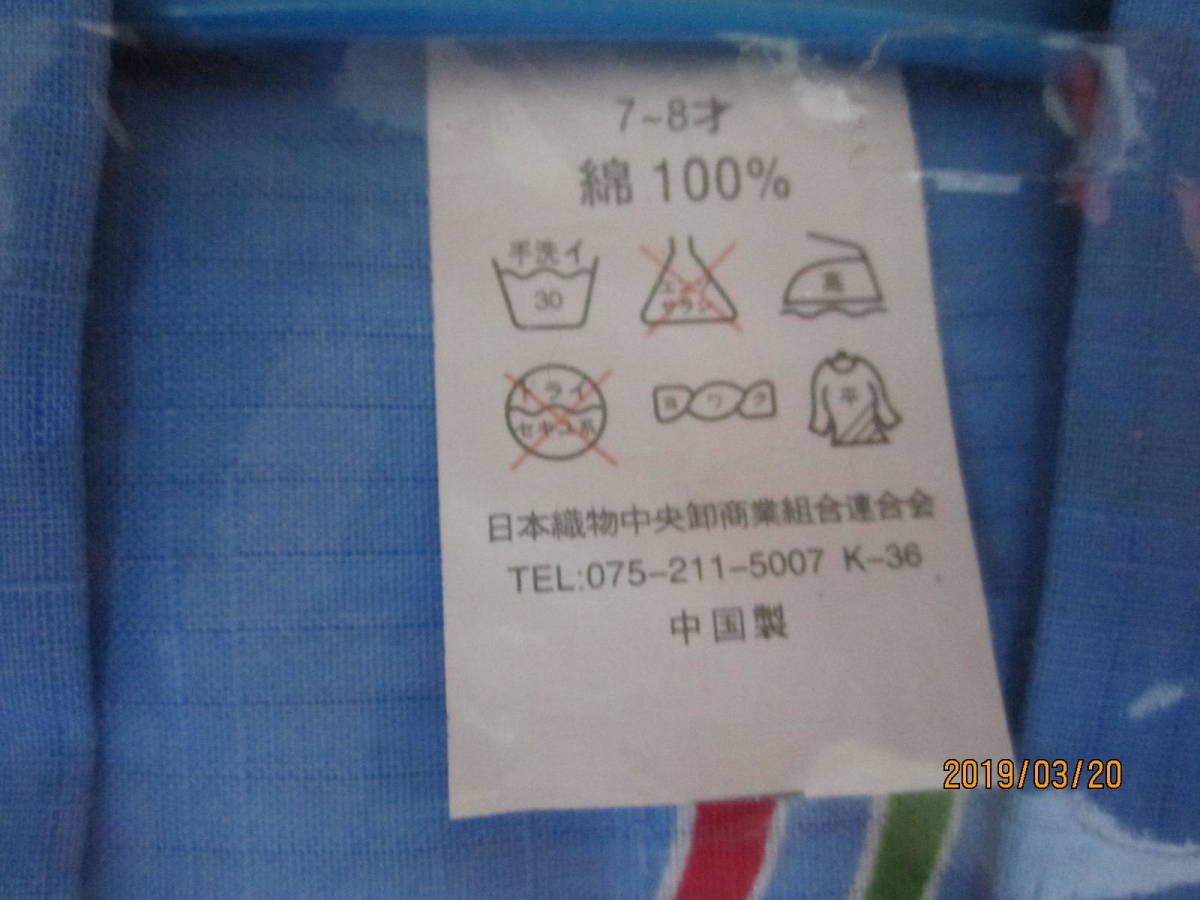 7~8才
綿 100%
手洗イ
30
エンソ
サラシ
高
ドライ
セキユ系
ヨワク
平
日本織物中央卸商業組合連合会
TEL:075-211-5007 K-36
中国製
2019/03/20